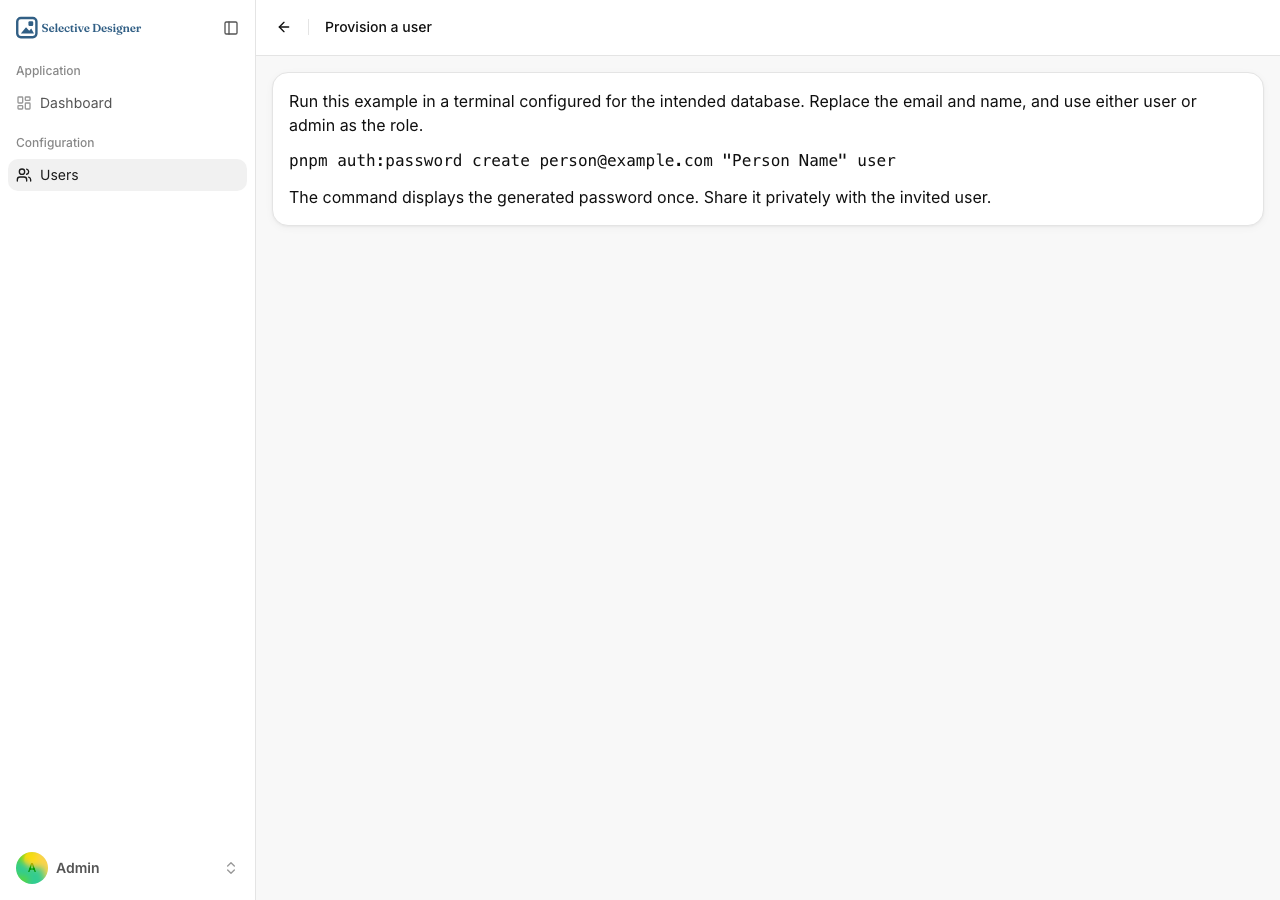 Selective Designer
Provision a user
Application
Dashboard
Configuration
Users
Run this example in a terminal configured for the intended database. Replace the email and name, and use either user or
admin as the role.
pnpm auth:password create person@example.com "Person Name" user
The command displays the generated password once. Share it privately with the invited user.
A
Admin